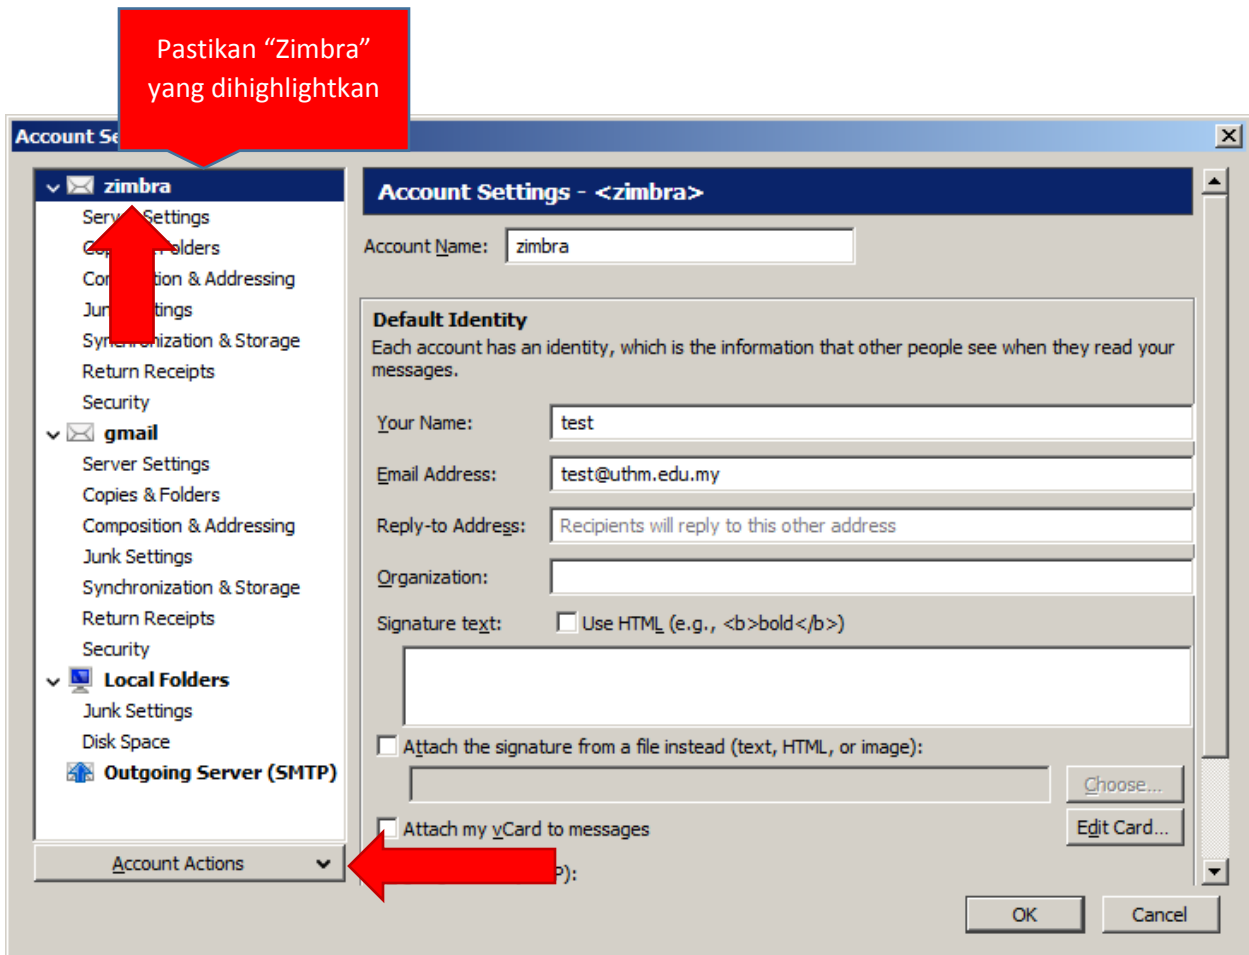 Pastikan “Zimbra”
yang dihighlightkan
Account Se
zimbra
Server Settings
Folders
& Addressing
Synchronization & Storage
Return Receipts
Security
gmail
Server Settings
Copies & Folders
Composition & Addressing
Junk Settings
Synchronization & Storage
Return Receipts
Security
Local Folders
Junk Settings
Disk Space
Outgoing Server (SMTP)
Account Actions
Account Settings - <zimbra>
Account Name: zimbra
Default Identity
Each account has an identity, which is the information that other people see when they read your
messages.
Your Name: test
Email Address: test@uthm.edu.my
Reply-to Address: Recipients will reply to this other address
Organization:
Signature text: Use HTML (e.g., <b>bold</b>)
Attach the signature from a file instead (text, HTML, or image):
Choose...
Attach my vCard to messages
Edit Card...
P):
OK Cancel